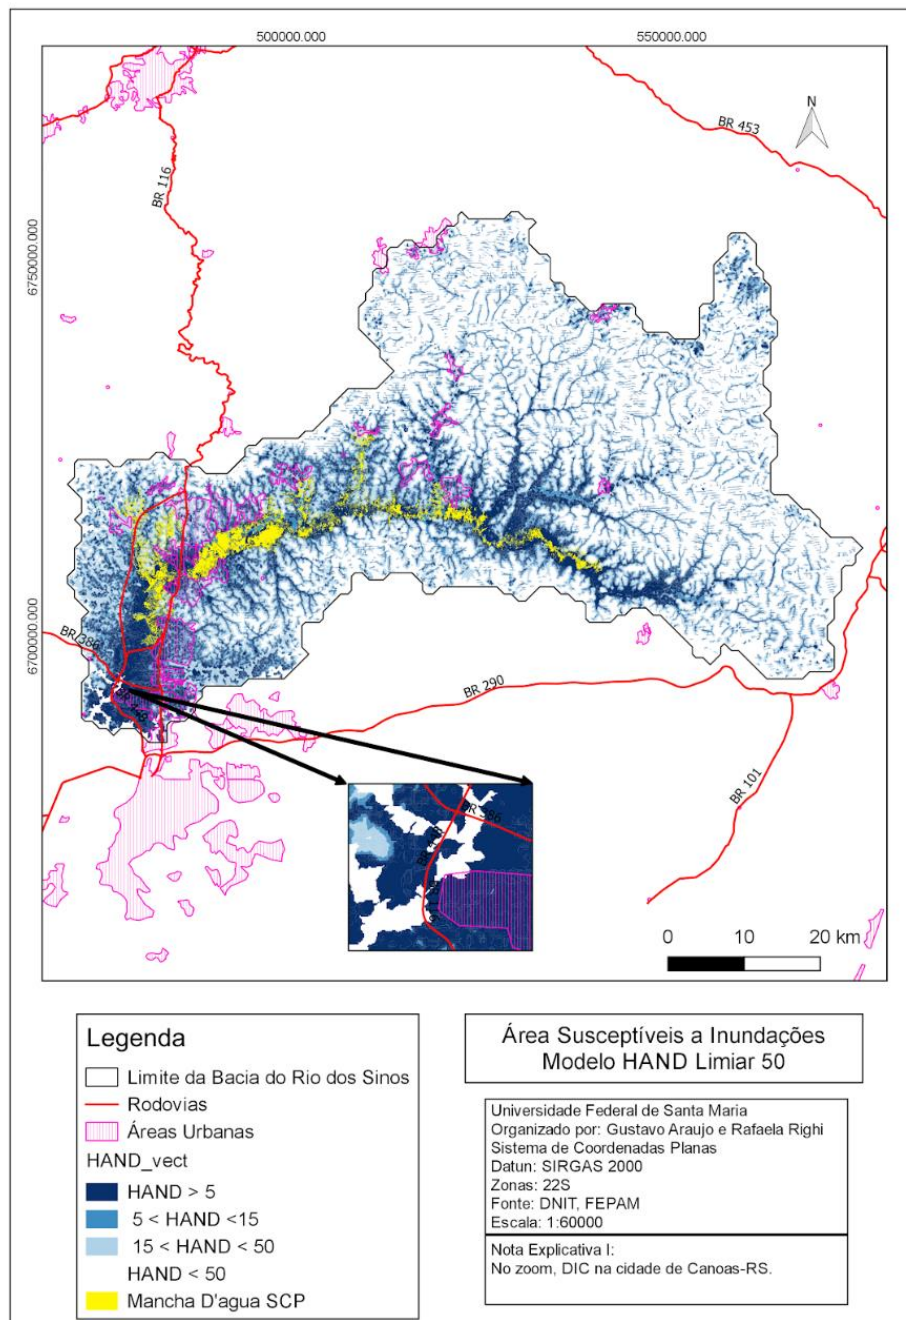 500000.000 550000.000
N
BR 453
BR 116
6750000.000
6700000.000
BR 386
BR 290
BR 101
BR 386
0 10 20 km
Legenda
Limite da Bacia do Rio dos Sinos
Rodovias
Áreas Urbanas
HAND_vect
HAND > 5
5 < HAND <15
15 < HAND < 50
HAND < 50
Mancha D'agua SCP
Área Susceptíveis a Inundações
Modelo HAND Limiar 50
Universidade Federal de Santa Maria
Organizado por: Gustavo Araujo e Rafaela Righi
Sistema de Coordenadas Planas
Datun: SIRGAS 2000
Zonas: 22S
Fonte: DNIT, FEPAM
Escala: 1:60000
Nota Explicativa I:
No zoom, DIC na cidade de Canoas-RS.